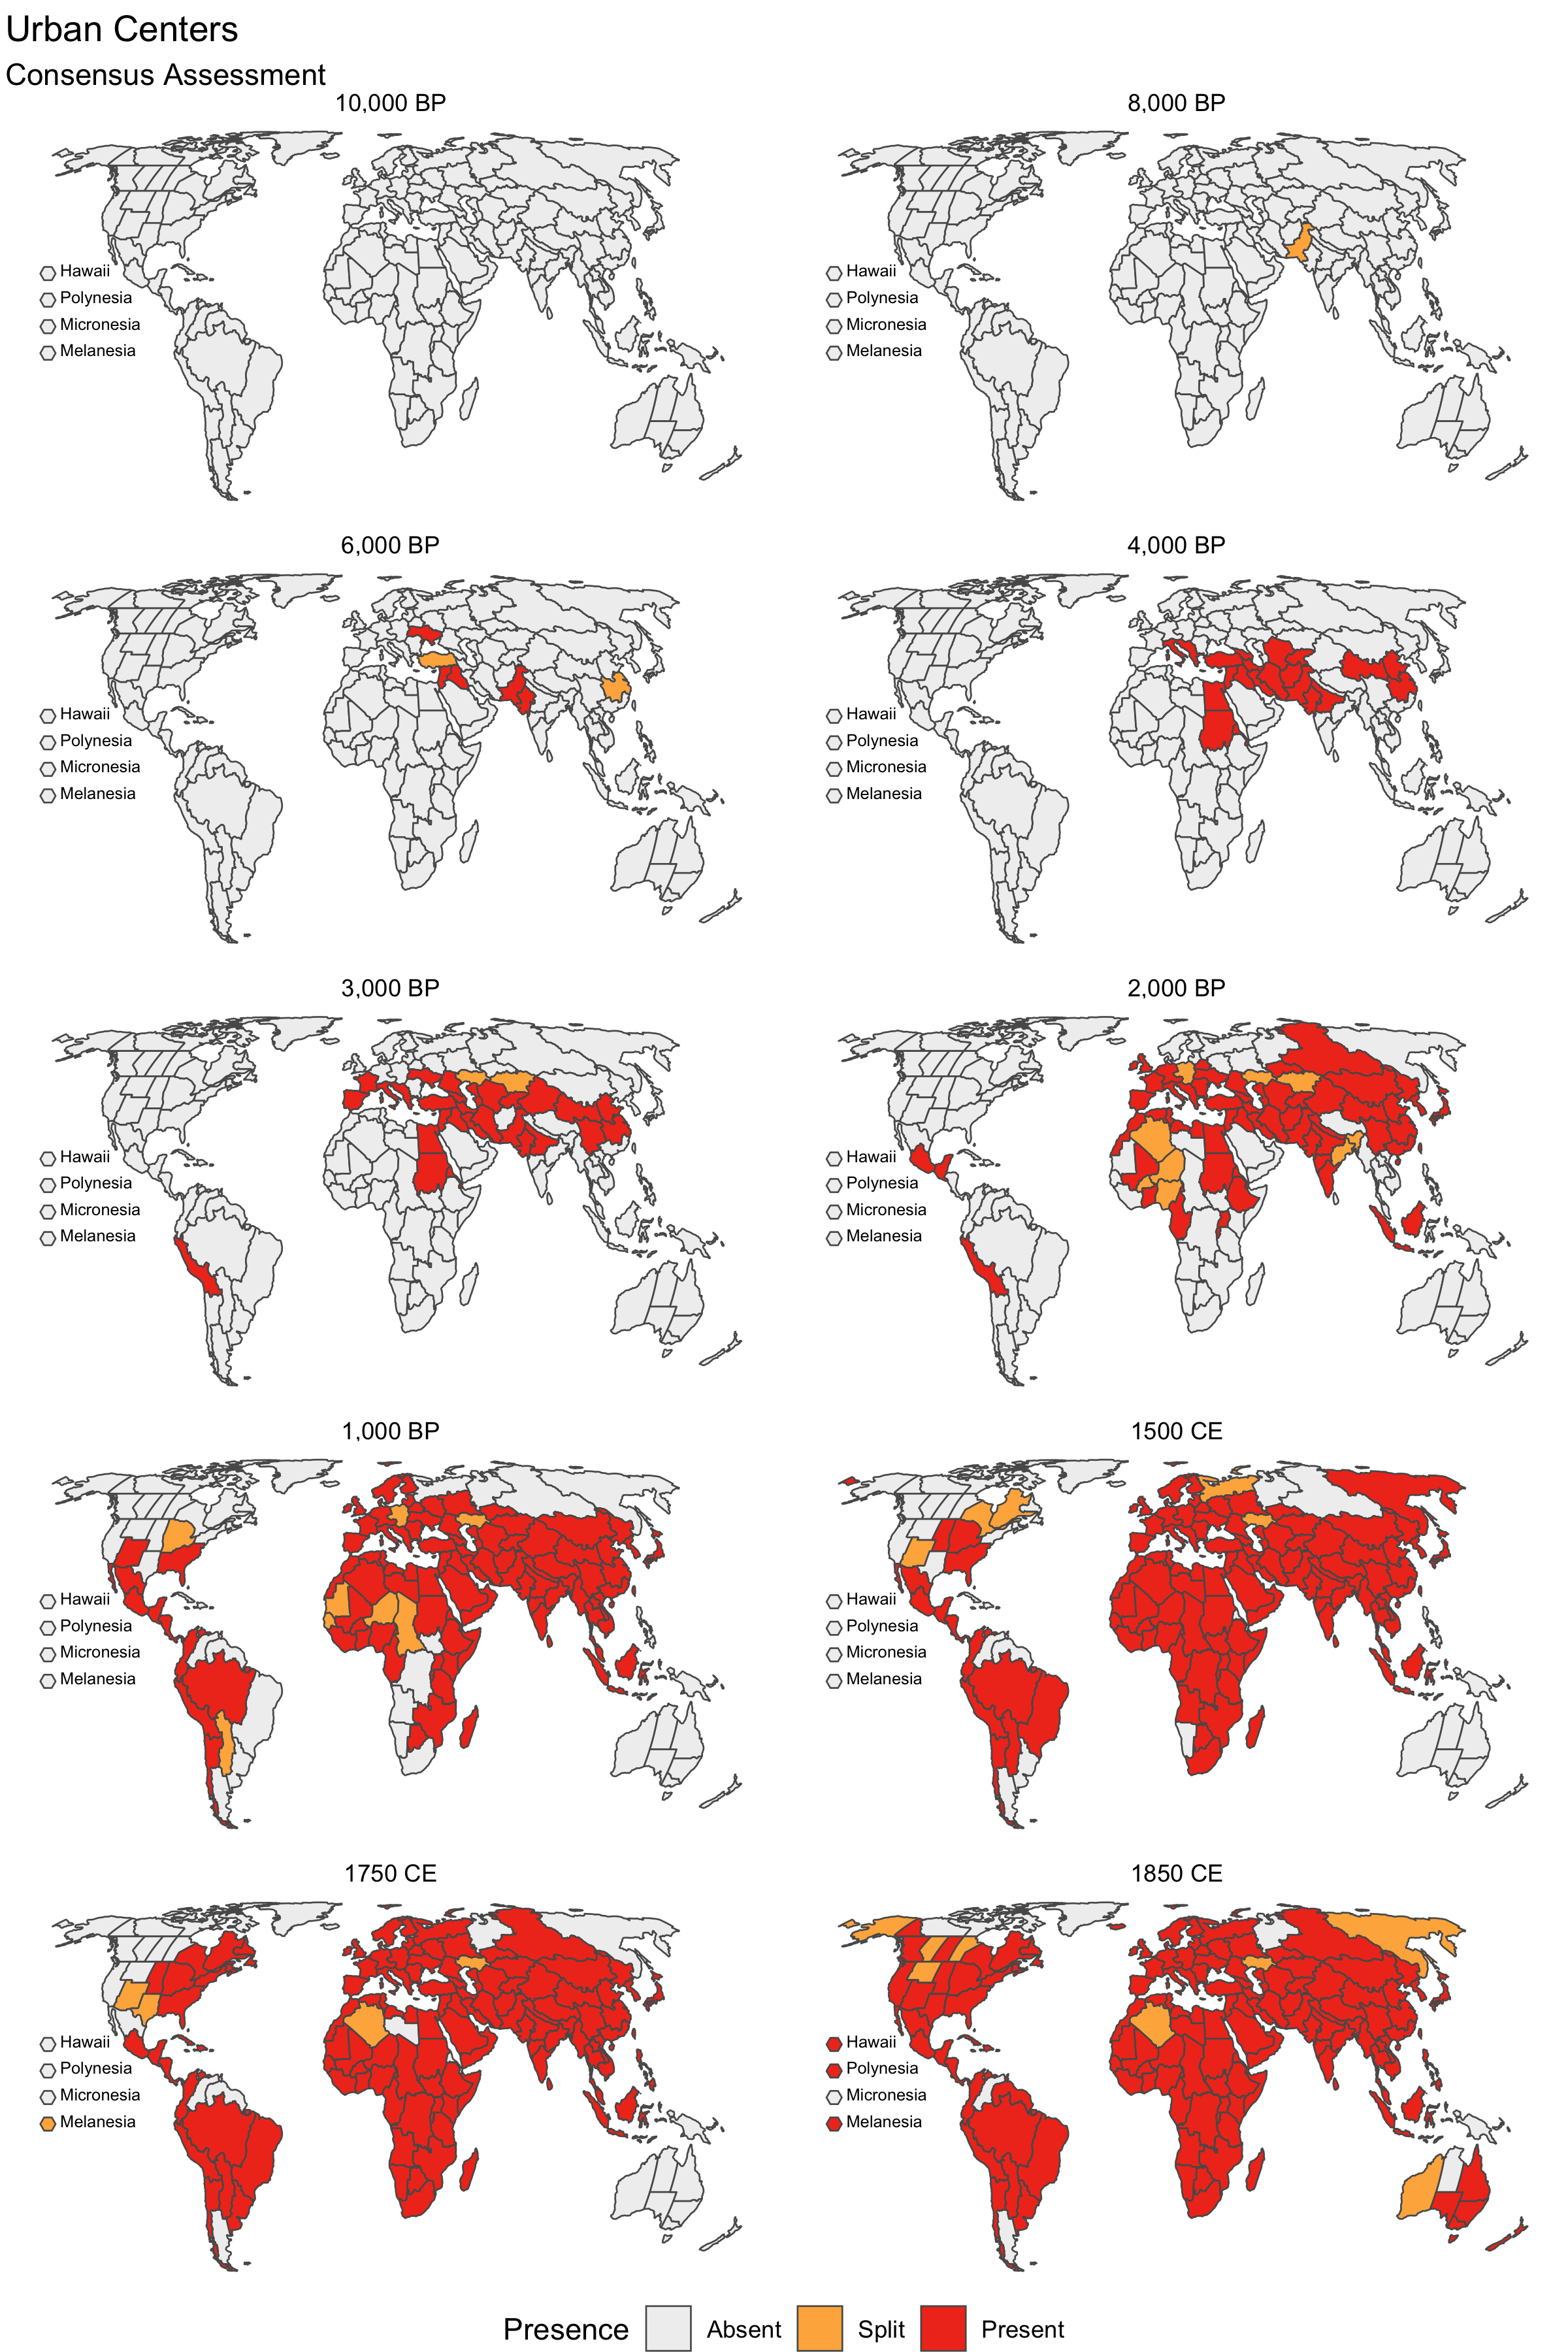 Urban Centers
Consensus Assessment
10,000 BP
8,000 BP
Hawaii
Polynesia
Micronesia
Melanesia
Hawaii
Polynesia
Micronesia
Melanesia
6,000 BP
4,000 BP
Hawaii
Polynesia
Micronesia
Melanesia
Hawaii
Polynesia
Micronesia
Melanesia
3,000 BP
2,000 BP
Hawaii
Polynesia
Micronesia
Melanesia
Hawaii
Polynesia
Micronesia
Melanesia
1,000 BP
1500 CE
Hawaii
Polynesia
Micronesia
Melanesia
Hawaii
Polynesia
Micronesia
Melanesia
1750 CE
1850 CE
Hawaii
Polynesia
Micronesia
Melanesia
Hawaii
Polynesia
Micronesia
Melanesia
Presence Absent Split Present